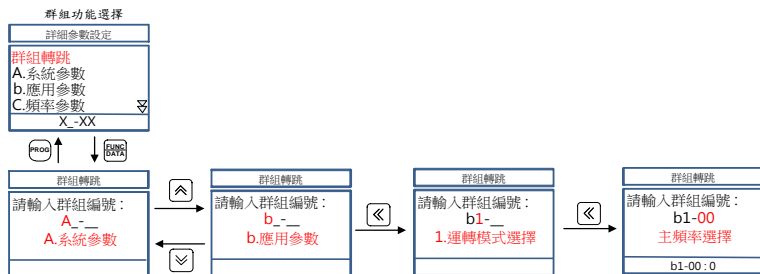 群組功能選擇
詳細參數設定
群組轉跳
A.系統參數
b.應用參數
C.頻率參數
X_-XX
PROG
FUNC
DATA
群組轉跳
請輸入群組編號:
A_-__
A.系統參數
群組轉跳
請輸入群組編號:
b_-__
b.應用參數
群組轉跳
請輸入群組編號:
b1-__
1.運轉模式選擇
群組轉跳
請輸入群組編號:
b1-00
主頻率選擇
b1-00 : 0